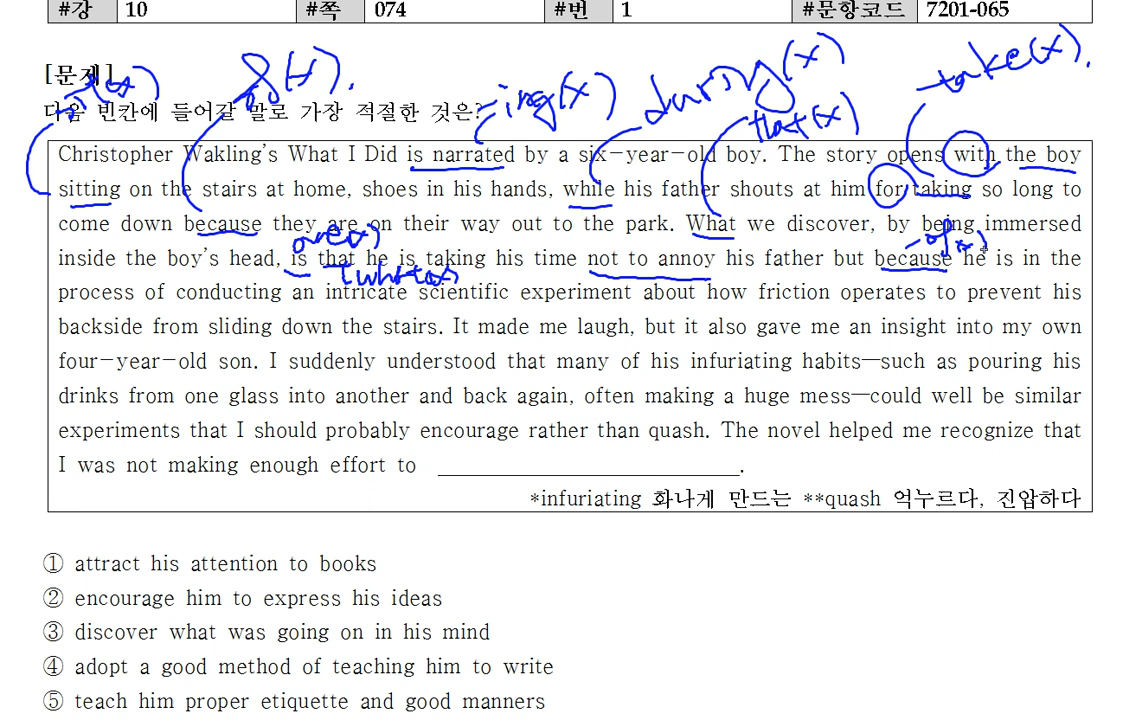 #강 10 #쪽 074 #번 1 #문항코드 7201-065
[문제]
다음 빈칸에 들어갈 말로 가장 적절한 것은?
ing(x) during(x) take(x).
that(x)
Christopher Wakling's What I Did is narrated by a six-year-old boy. The story opens with the boy
sitting on the stairs at home, shoes in his hands, while his father shouts at him for taking so long to
come down because they are on their way out to the park. What we discover, by being immersed
are(x) of(x)
inside the boy's head, is that he is taking his time not to annoy his father but because he is in the
what(x)
process of conducting an intricate scientific experiment about how friction operates to prevent his
backside from sliding down the stairs. It made me laugh, but it also gave me an insight into my own
four-year-old son. I suddenly understood that many of his infuriating habits—such as pouring his
drinks from one glass into another and back again, often making a huge mess—could well be similar
experiments that I should probably encourage rather than quash. The novel helped me recognize that
I was not making enough effort to ____________________.
*infuriating 화나게 만드는 **quash 억누르다, 진압하다
① attract his attention to books
② encourage him to express his ideas
③ discover what was going on in his mind
④ adopt a good method of teaching him to write
⑤ teach him proper etiquette and good manners